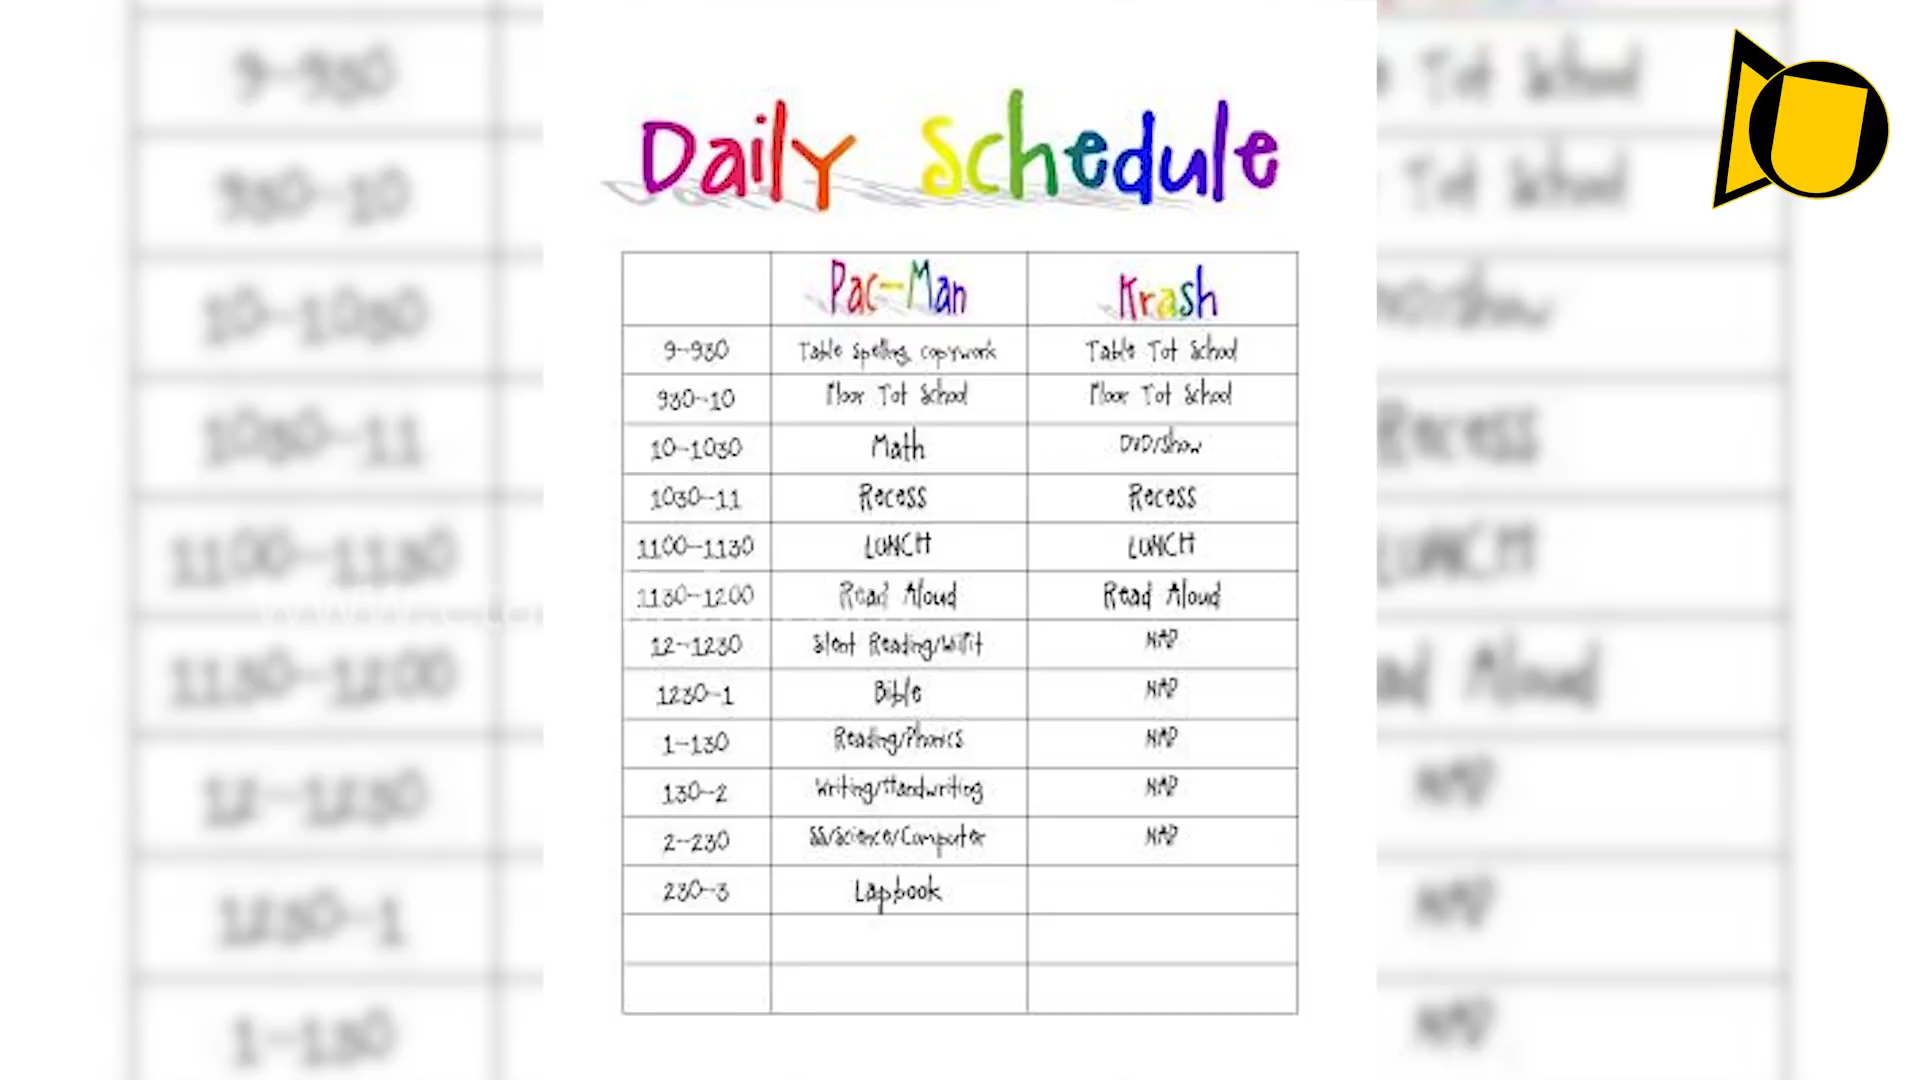 Daily Schedule
Pac-Man Krash
9-930 Table Spelling, Copywork Table Tot School
930-10 Floor Tot School Floor Tot School
10-1030 Math DVD/Show
1030-11 Recess Recess
1100-1130 LUNCH LUNCH
1130-1200 Read Aloud Read Aloud
12-1230 Silent Reading/ NAP
1230-1 Bible NAP
1-130 Reading/Phonics NAP
130-2 Writing/Handwriting NAP
2-230 SS/Science/Computer NAP
230-3 Lapbook